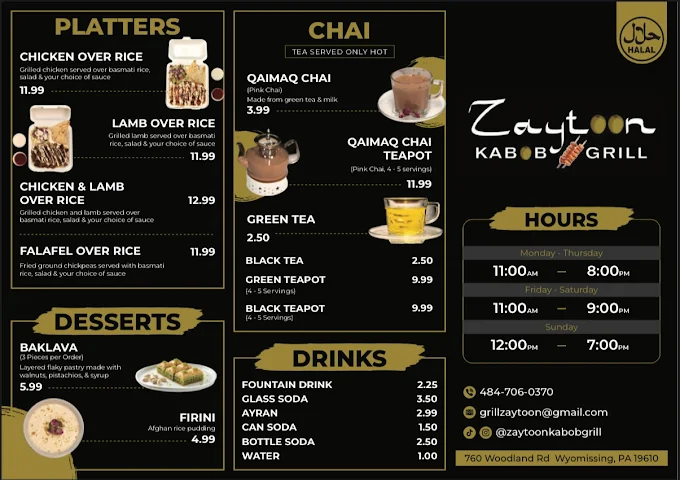 PLATTERS
CHICKEN OVER RICE
Grilled chicken served over basmati rice,
salad & your choice of sauce
11.99
LAMB OVER RICE
Grilled lamb served over basmati
rice, salad & your choice of sauce
11.99
CHICKEN & LAMB
OVER RICE 12.99
Grilled chicken and lamb served over
basmati rice, salad & your choice of sauce
FALAFEL OVER RICE 11.99
Fried ground chickpeas served with basmati
rice, salad & your choice of sauce
DESSERTS
BAKLAVA
(3 Pieces per Order)
Layered flaky pastry made with
walnuts, pistachios, & syrup
5.99
FIRINI
Afghan rice pudding
4.99
CHAI
TEA SERVED ONLY HOT
QAIMAQ CHAI
(Pink Chai)
Made from green tea & milk
3.99
QAIMAQ CHAI
TEAPOT
(Pink Chai, 4 - 5 servings)
11.99
GREEN TEA
2.50
BLACK TEA 2.50
GREEN TEAPOT 9.99
(4 - 5 Servings)
BLACK TEAPOT 9.99
(4 - 5 Servings)
DRINKS
FOUNTAIN DRINK 2.25
GLASS SODA 3.50
AYRAN 2.99
CAN SODA 1.50
BOTTLE SODA 2.50
WATER 1.00
حلال
HALAL
Zaytoon
KABOB GRILL
HOURS
Monday - Thursday
11:00AM — 8:00PM
Friday - Saturday
11:00AM — 9:00PM
Sunday
12:00PM — 7:00PM
484-706-0370
grillzaytoon@gmail.com
@zaytoonkabobgrill
760 Woodland Rd Wyomissing, PA 19610